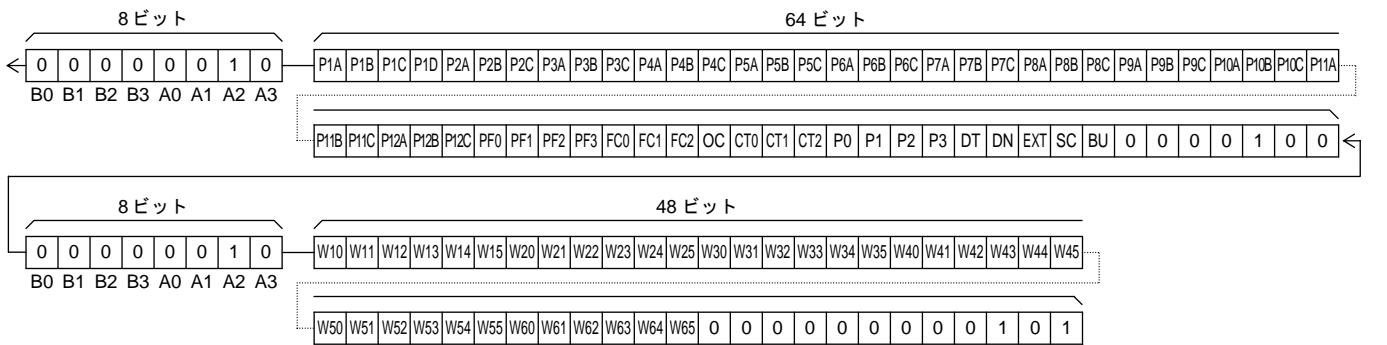 8 ビット
64 ビット
0 0 0 0 0 0 1 0 P1A P1B P1C P1D P2A P2B P2C P3A P3B P3C P4A P4B P4C P5A P5B P5C P6A P6B P6C P7A P7B P7C P8A P8B P8C P9A P9B P9C P10A P10B P10C P11A
B0 B1 B2 B3 A0 A1 A2 A3
P11B P11C P12A P12B P12C PF0 PF1 PF2 PF3 FC0 FC1 FC2 OC CT0 CT1 CT2 P0 P1 P2 P3 DT DN EXT SC BU 0 0 0 0 1 0 0
8 ビット
48 ビット
0 0 0 0 0 0 1 0 W10 W11 W12 W13 W14 W15 W20 W21 W22 W23 W24 W25 W30 W31 W32 W33 W34 W35 W40 W41 W42 W43 W44 W45
B0 B1 B2 B3 A0 A1 A2 A3
W50 W51 W52 W53 W54 W55 W60 W61 W62 W63 W64 W65 0 0 0 0 0 0 0 0 0 1 0 1